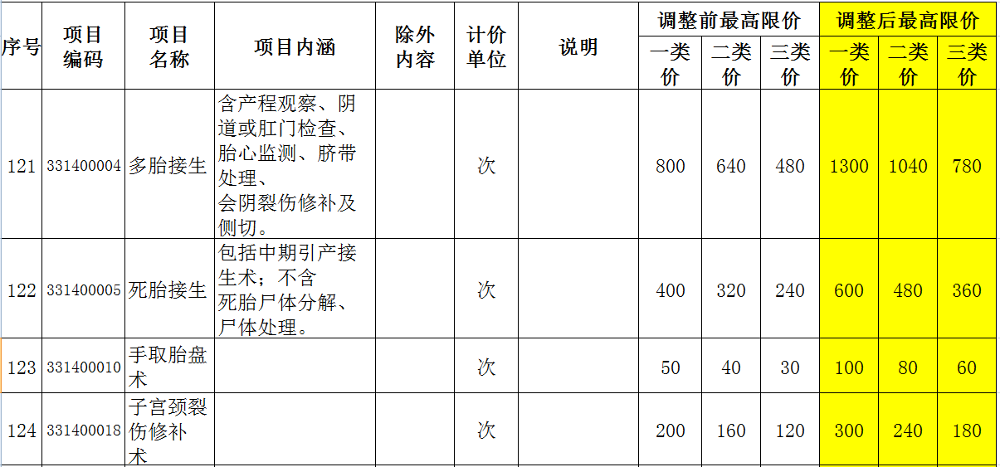 序号
项目
编码
项目
名称
项目内涵
除外
内容
计价
单位
说明
调整前最高限价
调整后最高限价
一类
价
二类
价
三类
价
一类
价
二类
价
三类
价
121
331400004
多胎接生
含产程观察、阴
道或肛门检查、
胎心监测、脐带
处理、
会阴裂伤修补及
侧切。
次
800
640
480
1300
1040
780
122
331400005
死胎接生
包括中期引产接
生术；不含
死胎尸体分解、
尸体处理。
次
400
320
240
600
480
360
123
331400010
手取胎盘
术
次
50
40
30
100
80
60
124
331400018
子宫颈裂
伤修补
术
次
200
160
120
300
240
180